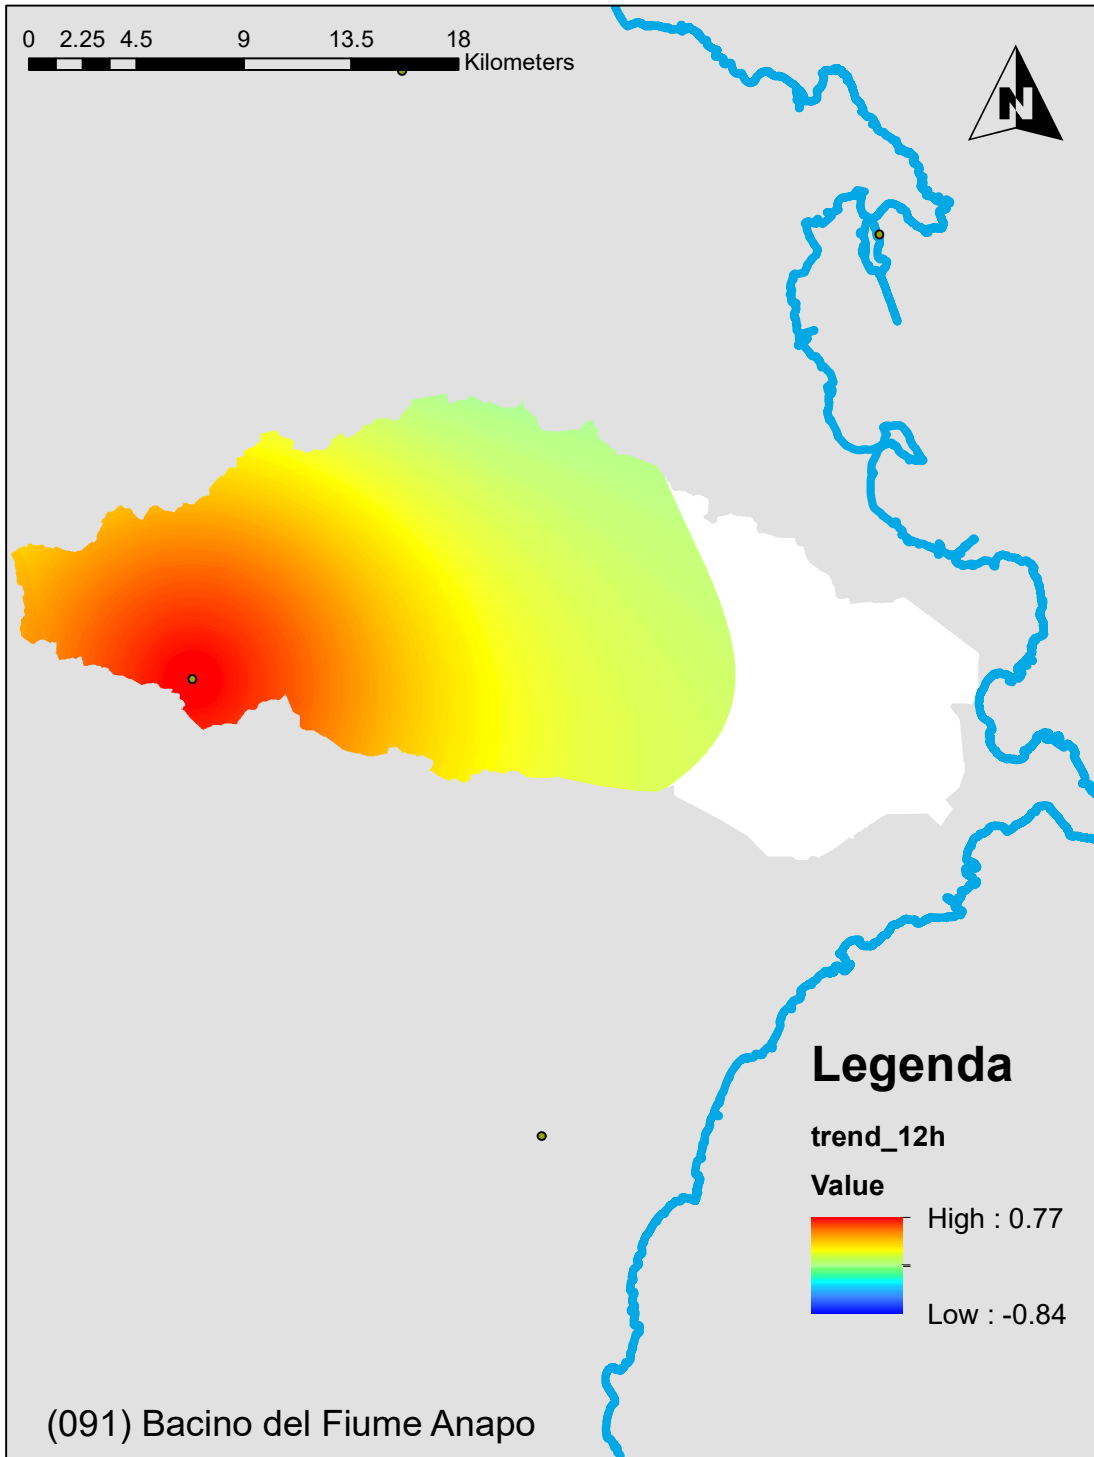 0 2.25 4.5 9 13.5 18
Kilometers
N
Legenda
trend_12h
Value
High : 0.77
Low : -0.84
(091) Bacino del Fiume Anapo